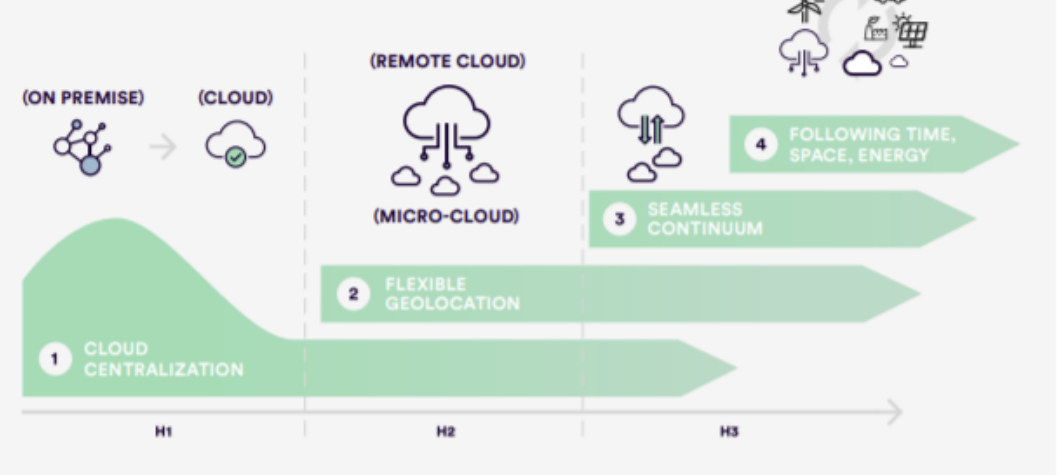 (REMOTE CLOUD)
(ON PREMISE)
(CLOUD)
(MICRO-CLOUD)
4
FOLLOWING TIME,
SPACE, ENERGY
3
SEAMLESS
CONTINUUM
2
FLEXIBLE
GEOLOCATION
1
CLOUD
CENTRALIZATION
H1
H2
H3